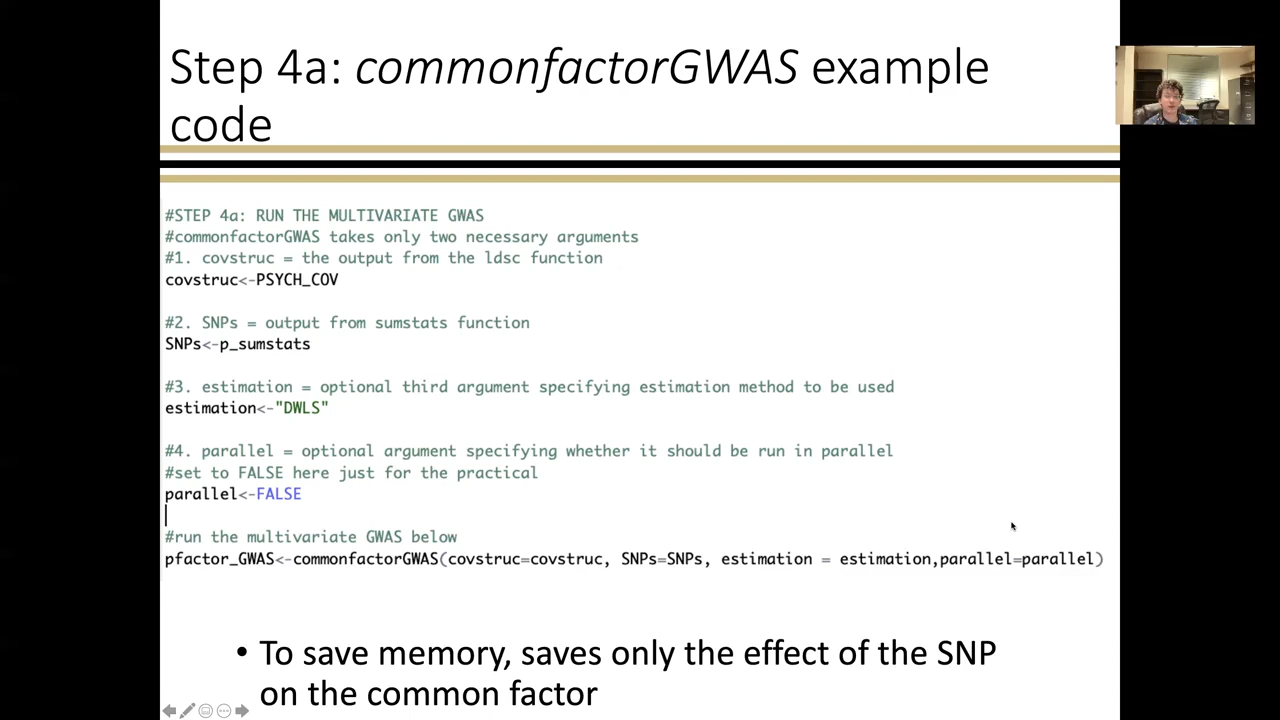 Step 4a: commonfactorGWAS example
code
#STEP 4a: RUN THE MULTIVARIATE GWAS
#commonfactorGWAS takes only two necessary arguments
#1. covstruc = the output from the ldsc function
covstruc<-PSYCH_COV
#2. SNPs = output from sumstats function
SNPs<-p_sumstats
#3. estimation = optional third argument specifying estimation method to be used
estimation<-"DWLS"
#4. parallel = optional argument specifying whether it should be run in parallel
#set to FALSE here just for the practical
parallel<-FALSE
#run the multivariate GWAS below
pfactor_GWAS<-commonfactorGWAS(covstruc=covstruc, SNPs=SNPs, estimation = estimation,parallel=parallel)
• To save memory, saves only the effect of the SNP
on the common factor